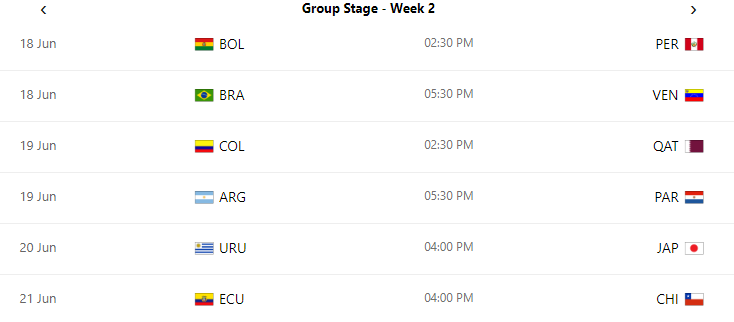 ‹ Group Stage - Week 2 ›
18 Jun BOL 02:30 PM PER
18 Jun BRA 05:30 PM VEN
19 Jun COL 02:30 PM QAT
19 Jun ARG 05:30 PM PAR
20 Jun URU 04:00 PM JAP
21 Jun ECU 04:00 PM CHI